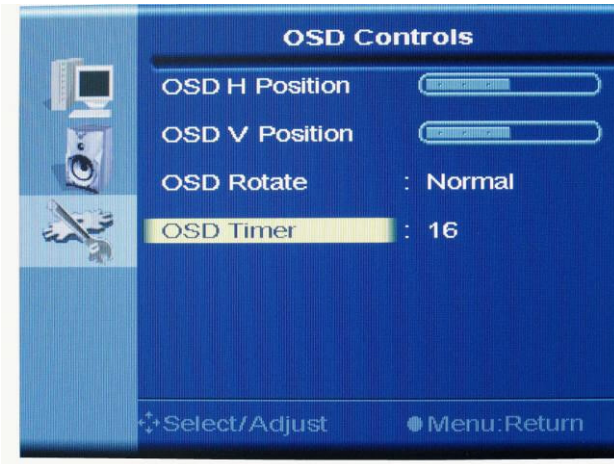 OSD Controls
OSD H Position
OSD V Position
OSD Rotate : Normal
OSD Timer : 16
Select/Adjust Menu:Return